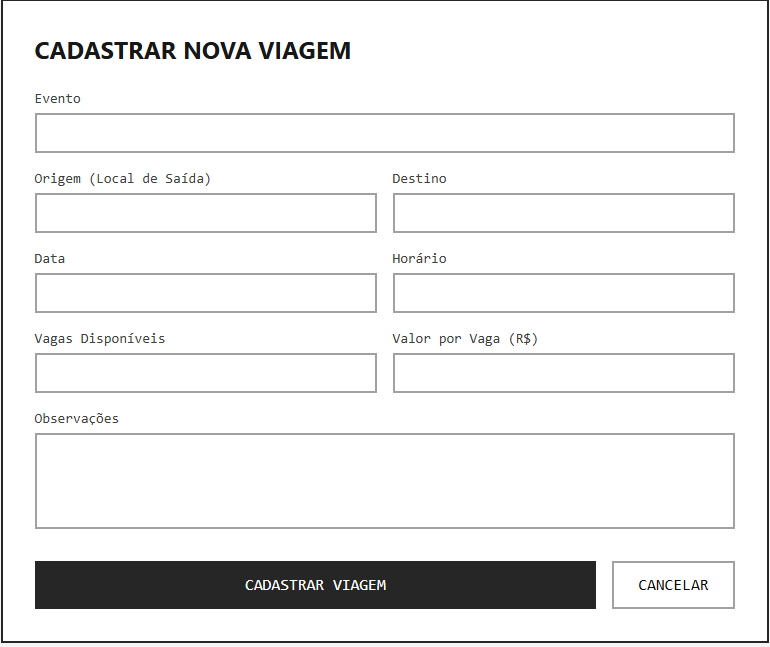 CADASTRAR NOVA VIAGEM
Evento
Origem (Local de Saída)
Destino
Data
Horário
Vagas Disponíveis
Valor por Vaga (R$)
Observações
CADASTRAR VIAGEM
CANCELAR